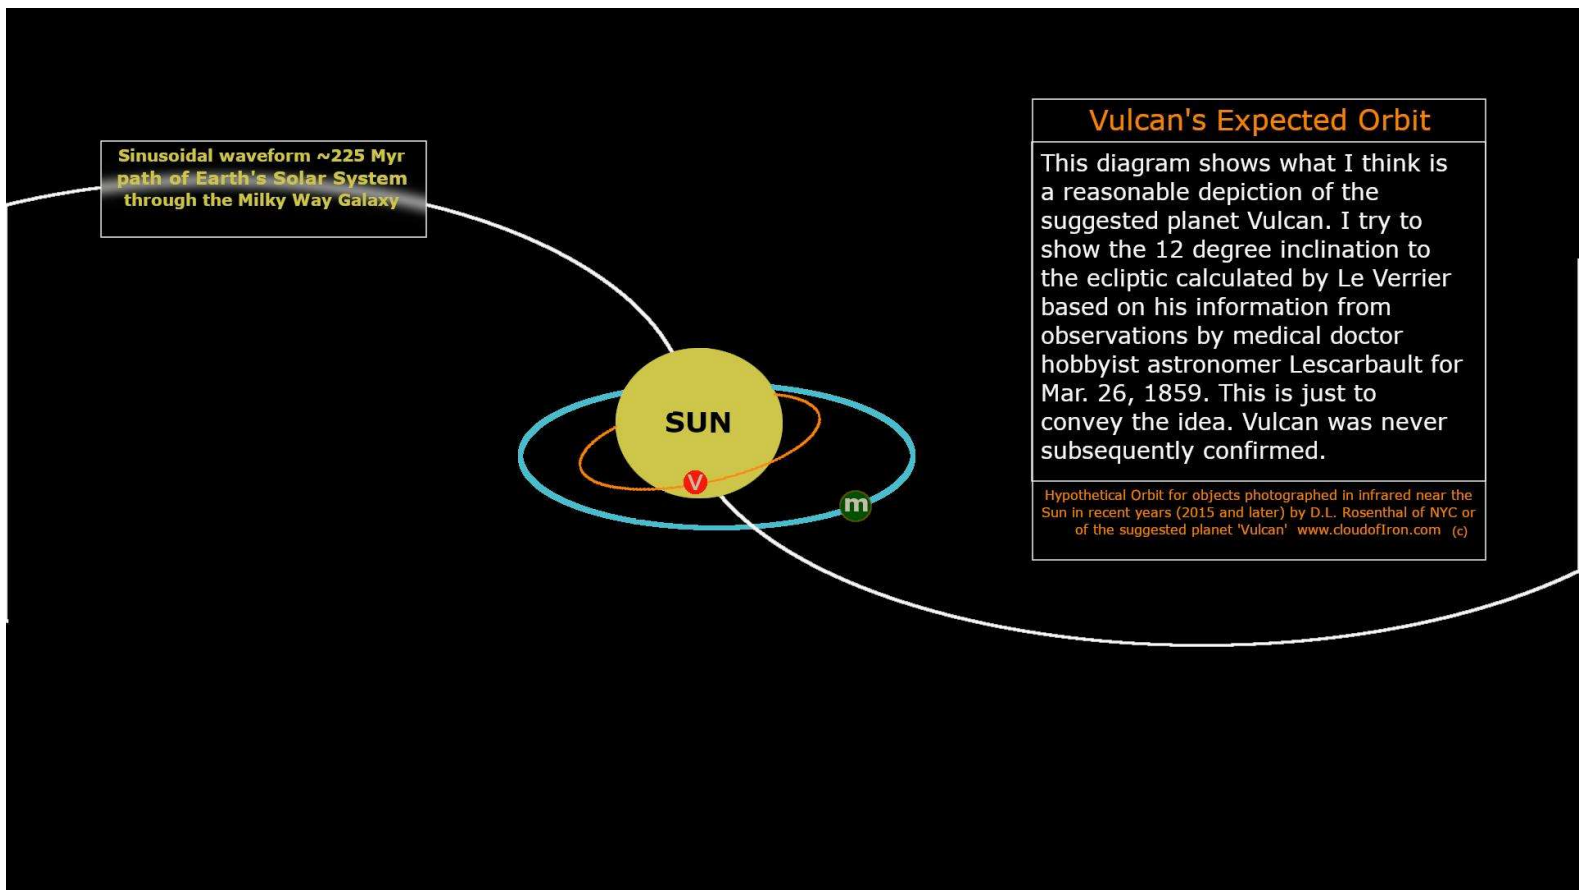 Sinusoidal waveform ~225 Myr
path of Earth's Solar System
through the Milky Way Galaxy
Vulcan's Expected Orbit
This diagram shows what I think is
a reasonable depiction of the
suggested planet Vulcan. I try to
show the 12 degree inclination to
the ecliptic calculated by Le Verrier
based on his information from
observations by medical doctor
hobbyist astronomer Lescarbault for
Mar. 26, 1859. This is just to
convey the idea. Vulcan was never
subsequently confirmed.
Hypothetical Orbit for objects photographed in infrared near the
Sun in recent years (2015 and later) by D.L. Rosenthal of NYC or
of the suggested planet 'Vulcan' www.cloudofIron.com (c)
SUN
V
m